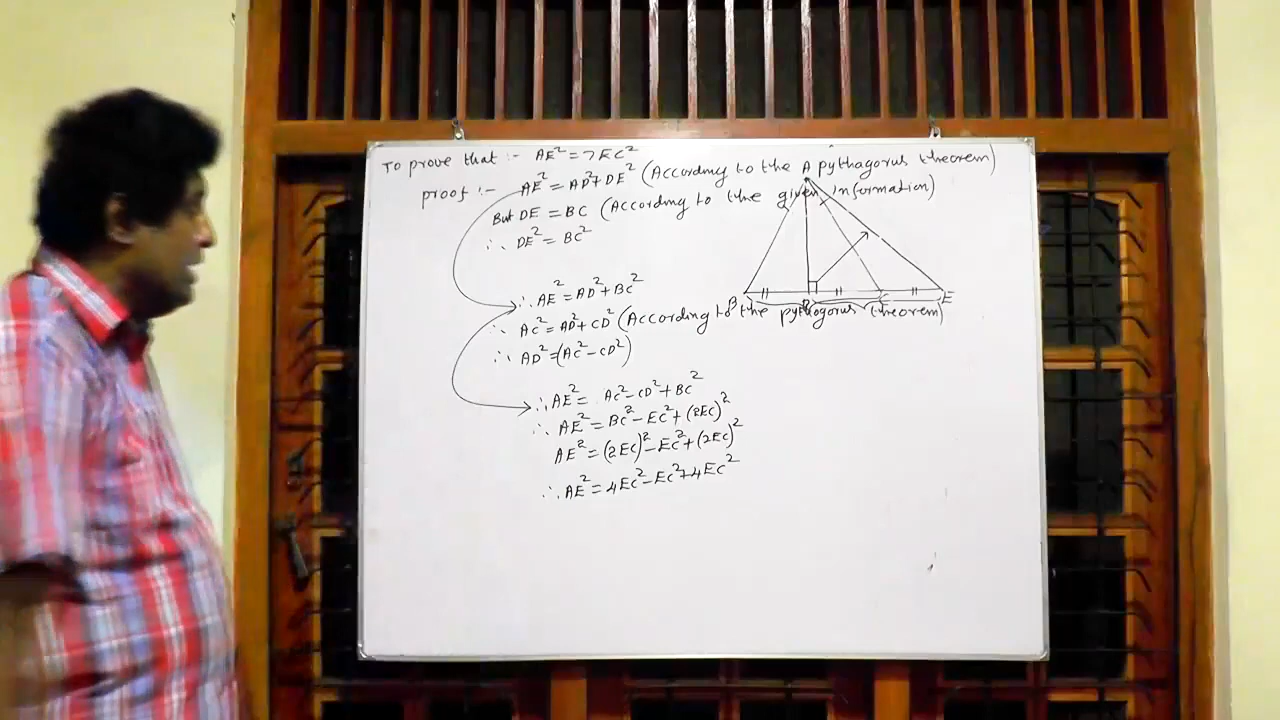 To prove that :- AE² = 7EC²
proof :- AE² = AD² + DE² (According to the pythagorus theorem)
But DE = BC (According to the given information)
∴ DE² = BC²
∴ AE² = AD² + BC²
∴ AC² = AD² + CD² (According to the pythagorus theorem)
∴ AD² = (AC² - CD²)
∴ AE² = AC² - CD² + BC²
∴ AE² = BC² - EC² + (2EC)²
AE² = (2EC)² - EC² + (2EC)²
∴ AE² = 4EC² - EC² + 4EC²
A
B D C E